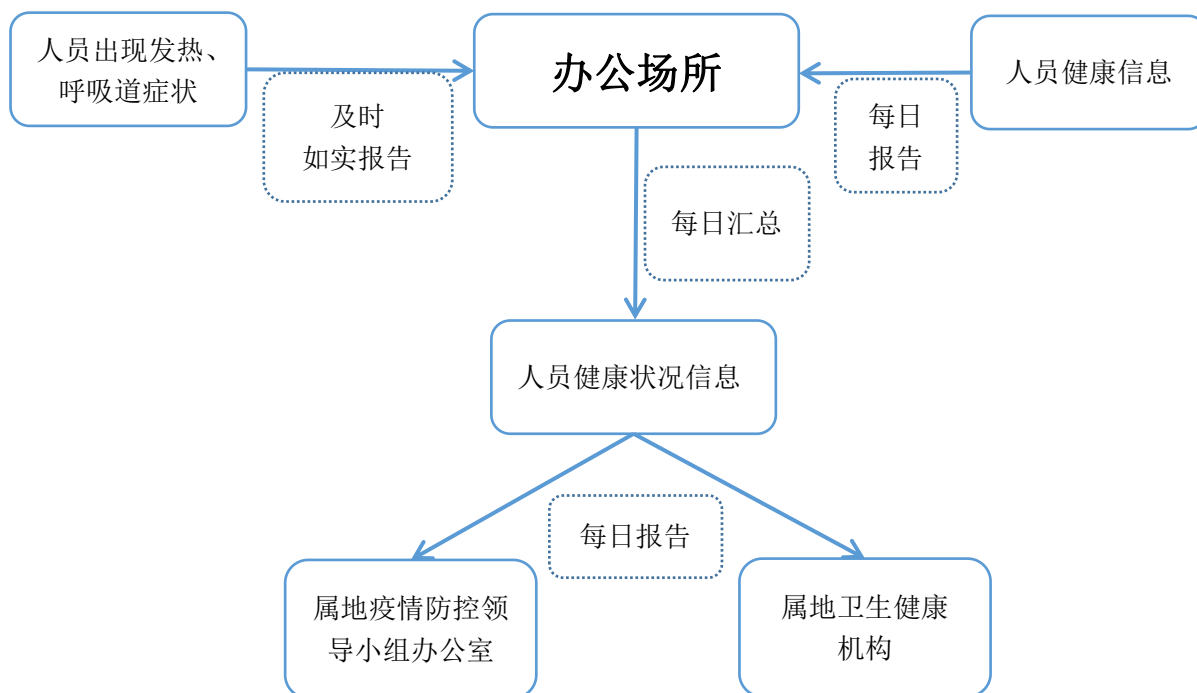 人员出现发热、
呼吸道症状
办公场所
人员健康信息
及时
如实报告
每日
报告
每日汇总
人员健康状况信息
每日报告
属地疫情防控领
导小组办公室
属地卫生健康
机构